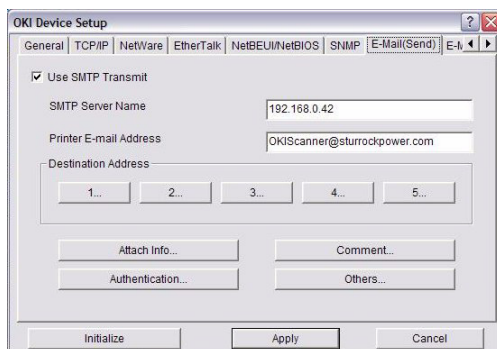 OKI Device Setup
General TCP/IP NetWare EtherTalk NetBEUI/NetBIOS SNMP E-Mail(Send)
Use SMTP Transmit
SMTP Server Name 192.168.0.42
Printer E-mail Address OKIScanner@sturrockpower.com
Destination Address
1... 2... 3... 4... 5...
Attach Info... Comment...
Authentication... Others...
Initialize Apply Cancel